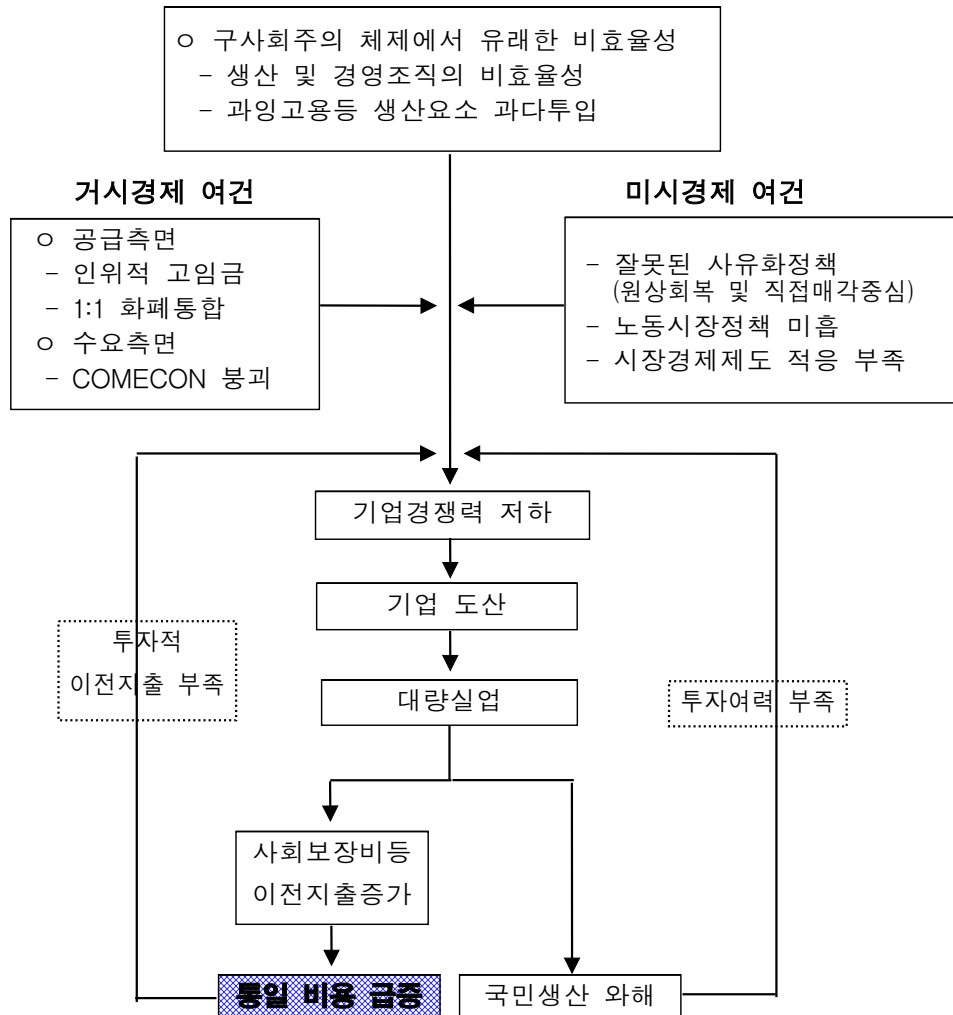 ㅇ 구사회주의 체제에서 유래한 비효율성
- 생산 및 경영조직의 비효율성
- 과잉고용등 생산요소 과다투입
거시경제 여건
ㅇ 공급측면
- 인위적 고임금
- 1:1 화폐통합
ㅇ 수요측면
- COMECON 붕괴
미시경제 여건
- 잘못된 사유화정책
(원상회복 및 직접매각중심)
- 노동시장정책 미흡
- 시장경제제도 적응 부족
기업경쟁력 저하
기업 도산
투자적
이전지출 부족
대량실업
투자여력 부족
사회보장비등
이전지출증가
통일 비용 급증
국민생산 와해